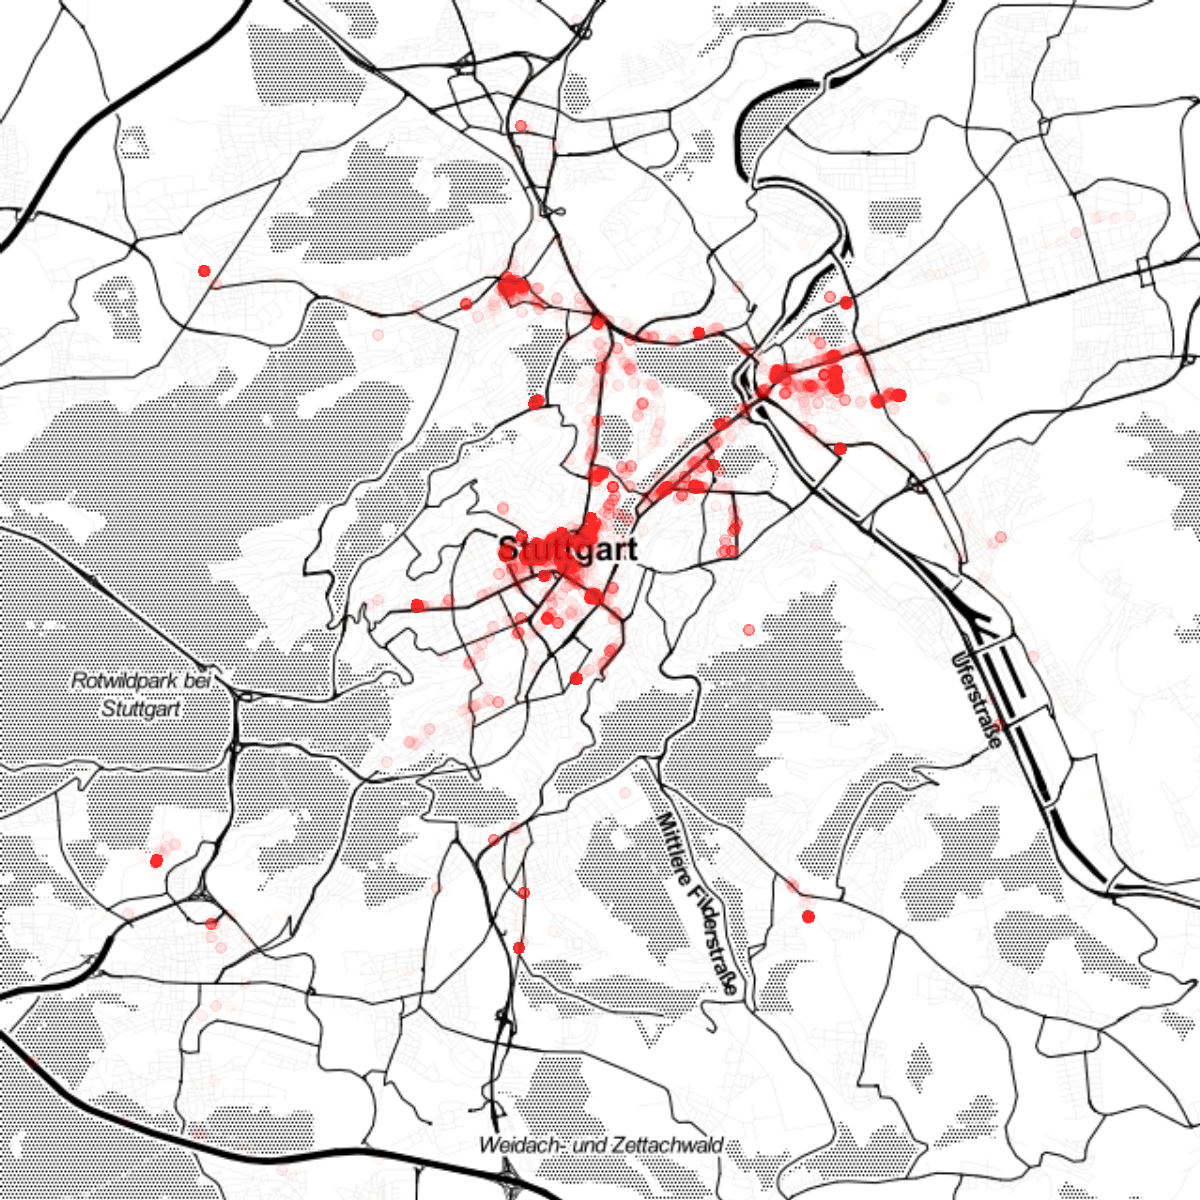 Stuttgart
Rotwildpark bei
Stuttgart
Uferstraße
Mittlere Filderstraße
Weidach- und Zettachwald